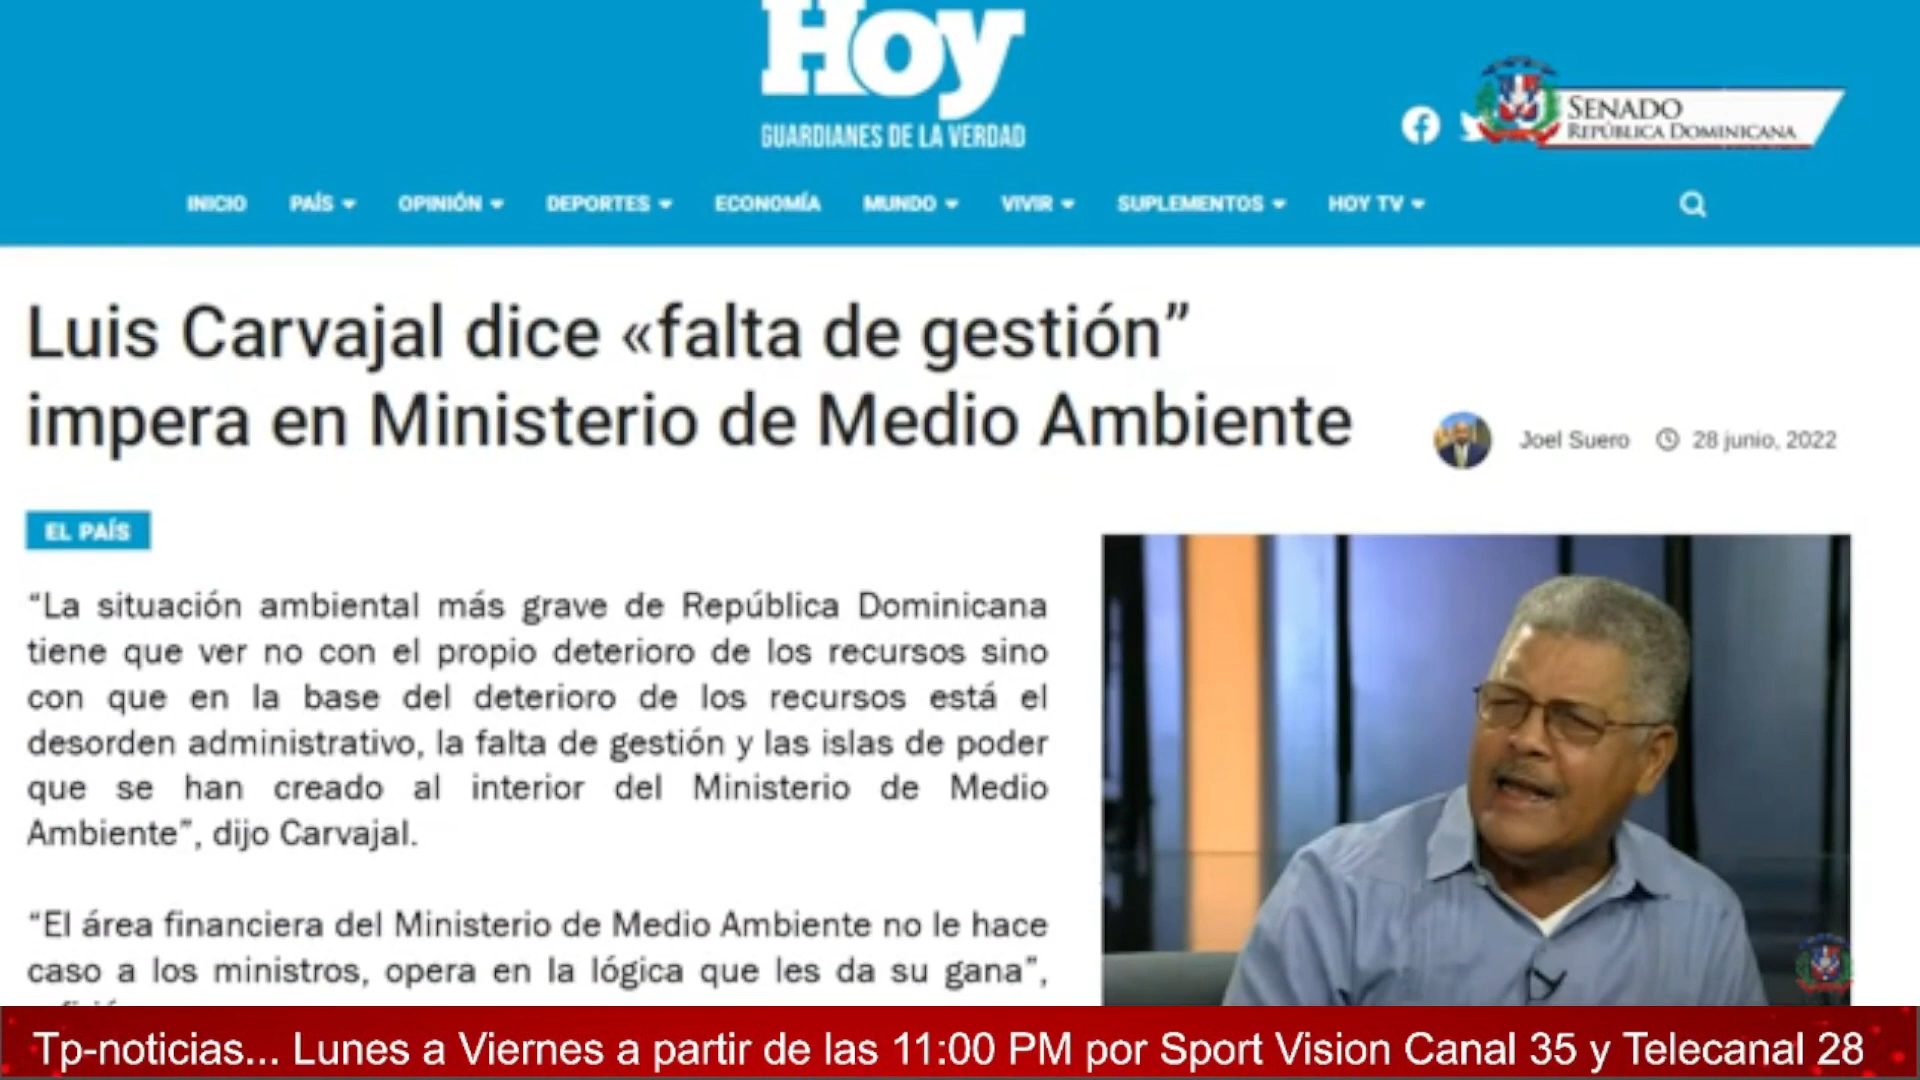 Hoy
GUARDIANES DE LA VERDAD
SENADO
REPÚBLICA DOMINICANA
INICIO PAÍS OPINIÓN DEPORTES ECONOMÍA MUNDO VIVIR SUPLEMENTOS HOY TV
Luis Carvajal dice «falta de gestión”
impera en Ministerio de Medio Ambiente
Joel Suero 28 junio, 2022
EL PAÍS
“La situación ambiental más grave de República Dominicana
tiene que ver no con el propio deterioro de los recursos sino
con que en la base del deterioro de los recursos está el
desorden administrativo, la falta de gestión y las islas de poder
que se han creado al interior del Ministerio de Medio
Ambiente”, dijo Carvajal.
“El área financiera del Ministerio de Medio Ambiente no le hace
caso a los ministros, opera en la lógica que les da su gana”,
Tp-noticias... Lunes a Viernes a partir de las 11:00 PM por Sport Vision Canal 35 y Telecanal 28